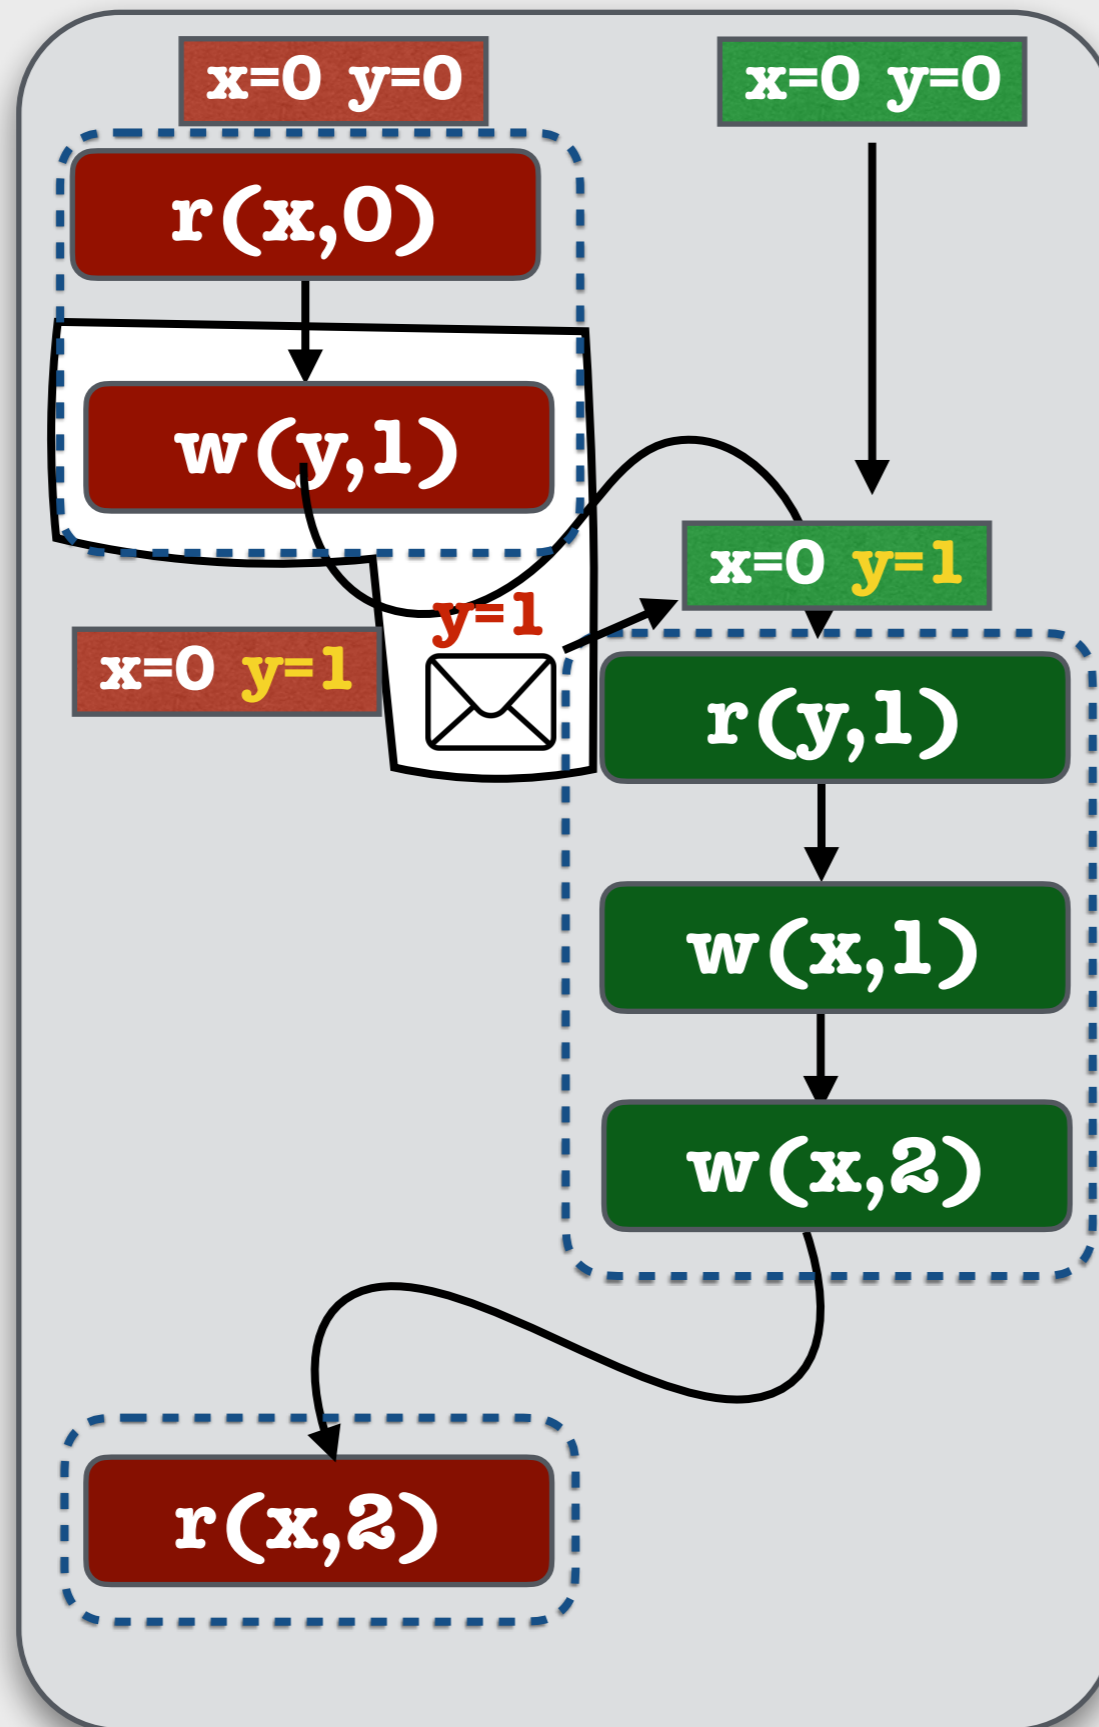 x=0 y=0
x=0 y=0
r(x,0)
w(y,1)
x=0 y=1
y=1
x=0 y=1
r(y,1)
w(x,1)
w(x,2)
r(x,2)